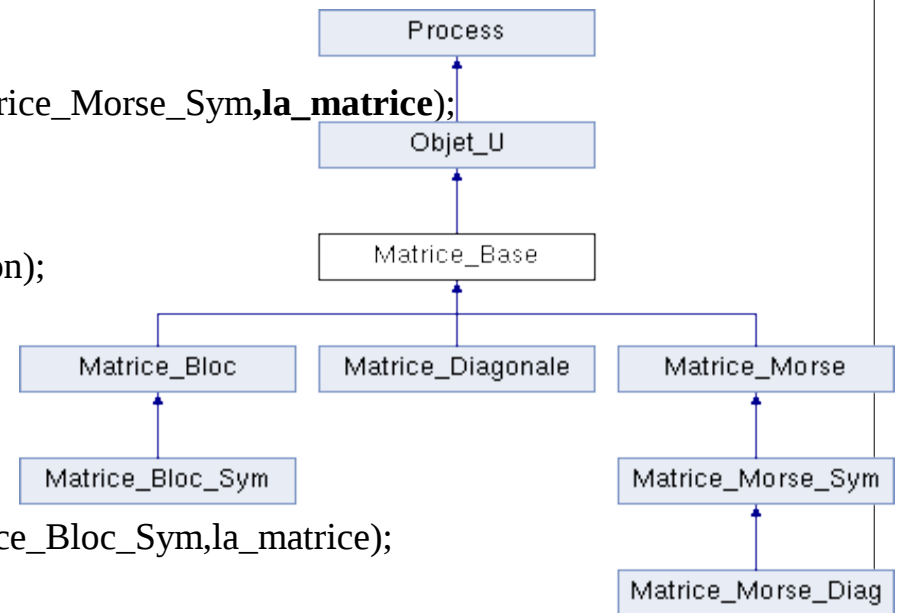 Process
rice_Morse_Sym,la_matrice);
Objet_U
Matrice_Base
on);
Matrice_Bloc Matrice_Diagonale Matrice_Morse
Matrice_Bloc_Sym Matrice_Morse_Sym
ce_Bloc_Sym,la_matrice);
Matrice_Morse_Diag